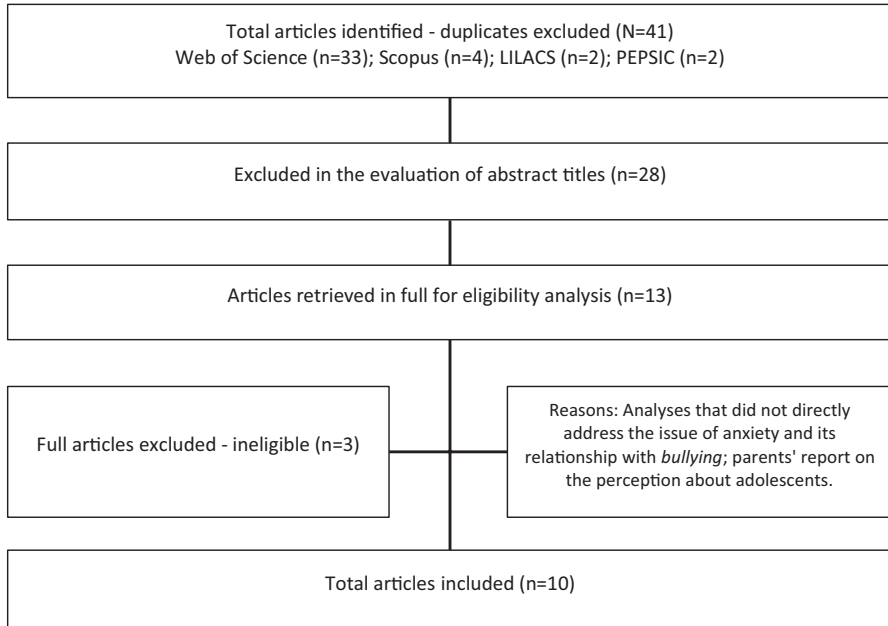 Total articles identified - duplicates excluded (N=41)
Web of Science (n=33); Scopus (n=4); LILACS (n=2); PEPSIC (n=2)
Excluded in the evaluation of abstract titles (n=28)
Articles retrieved in full for eligibility analysis (n=13)
Full articles excluded - ineligible (n=3)
Reasons: Analyses that did not directly
address the issue of anxiety and its
relationship with bullying; parents' report on
the perception about adolescents.
Total articles included (n=10)